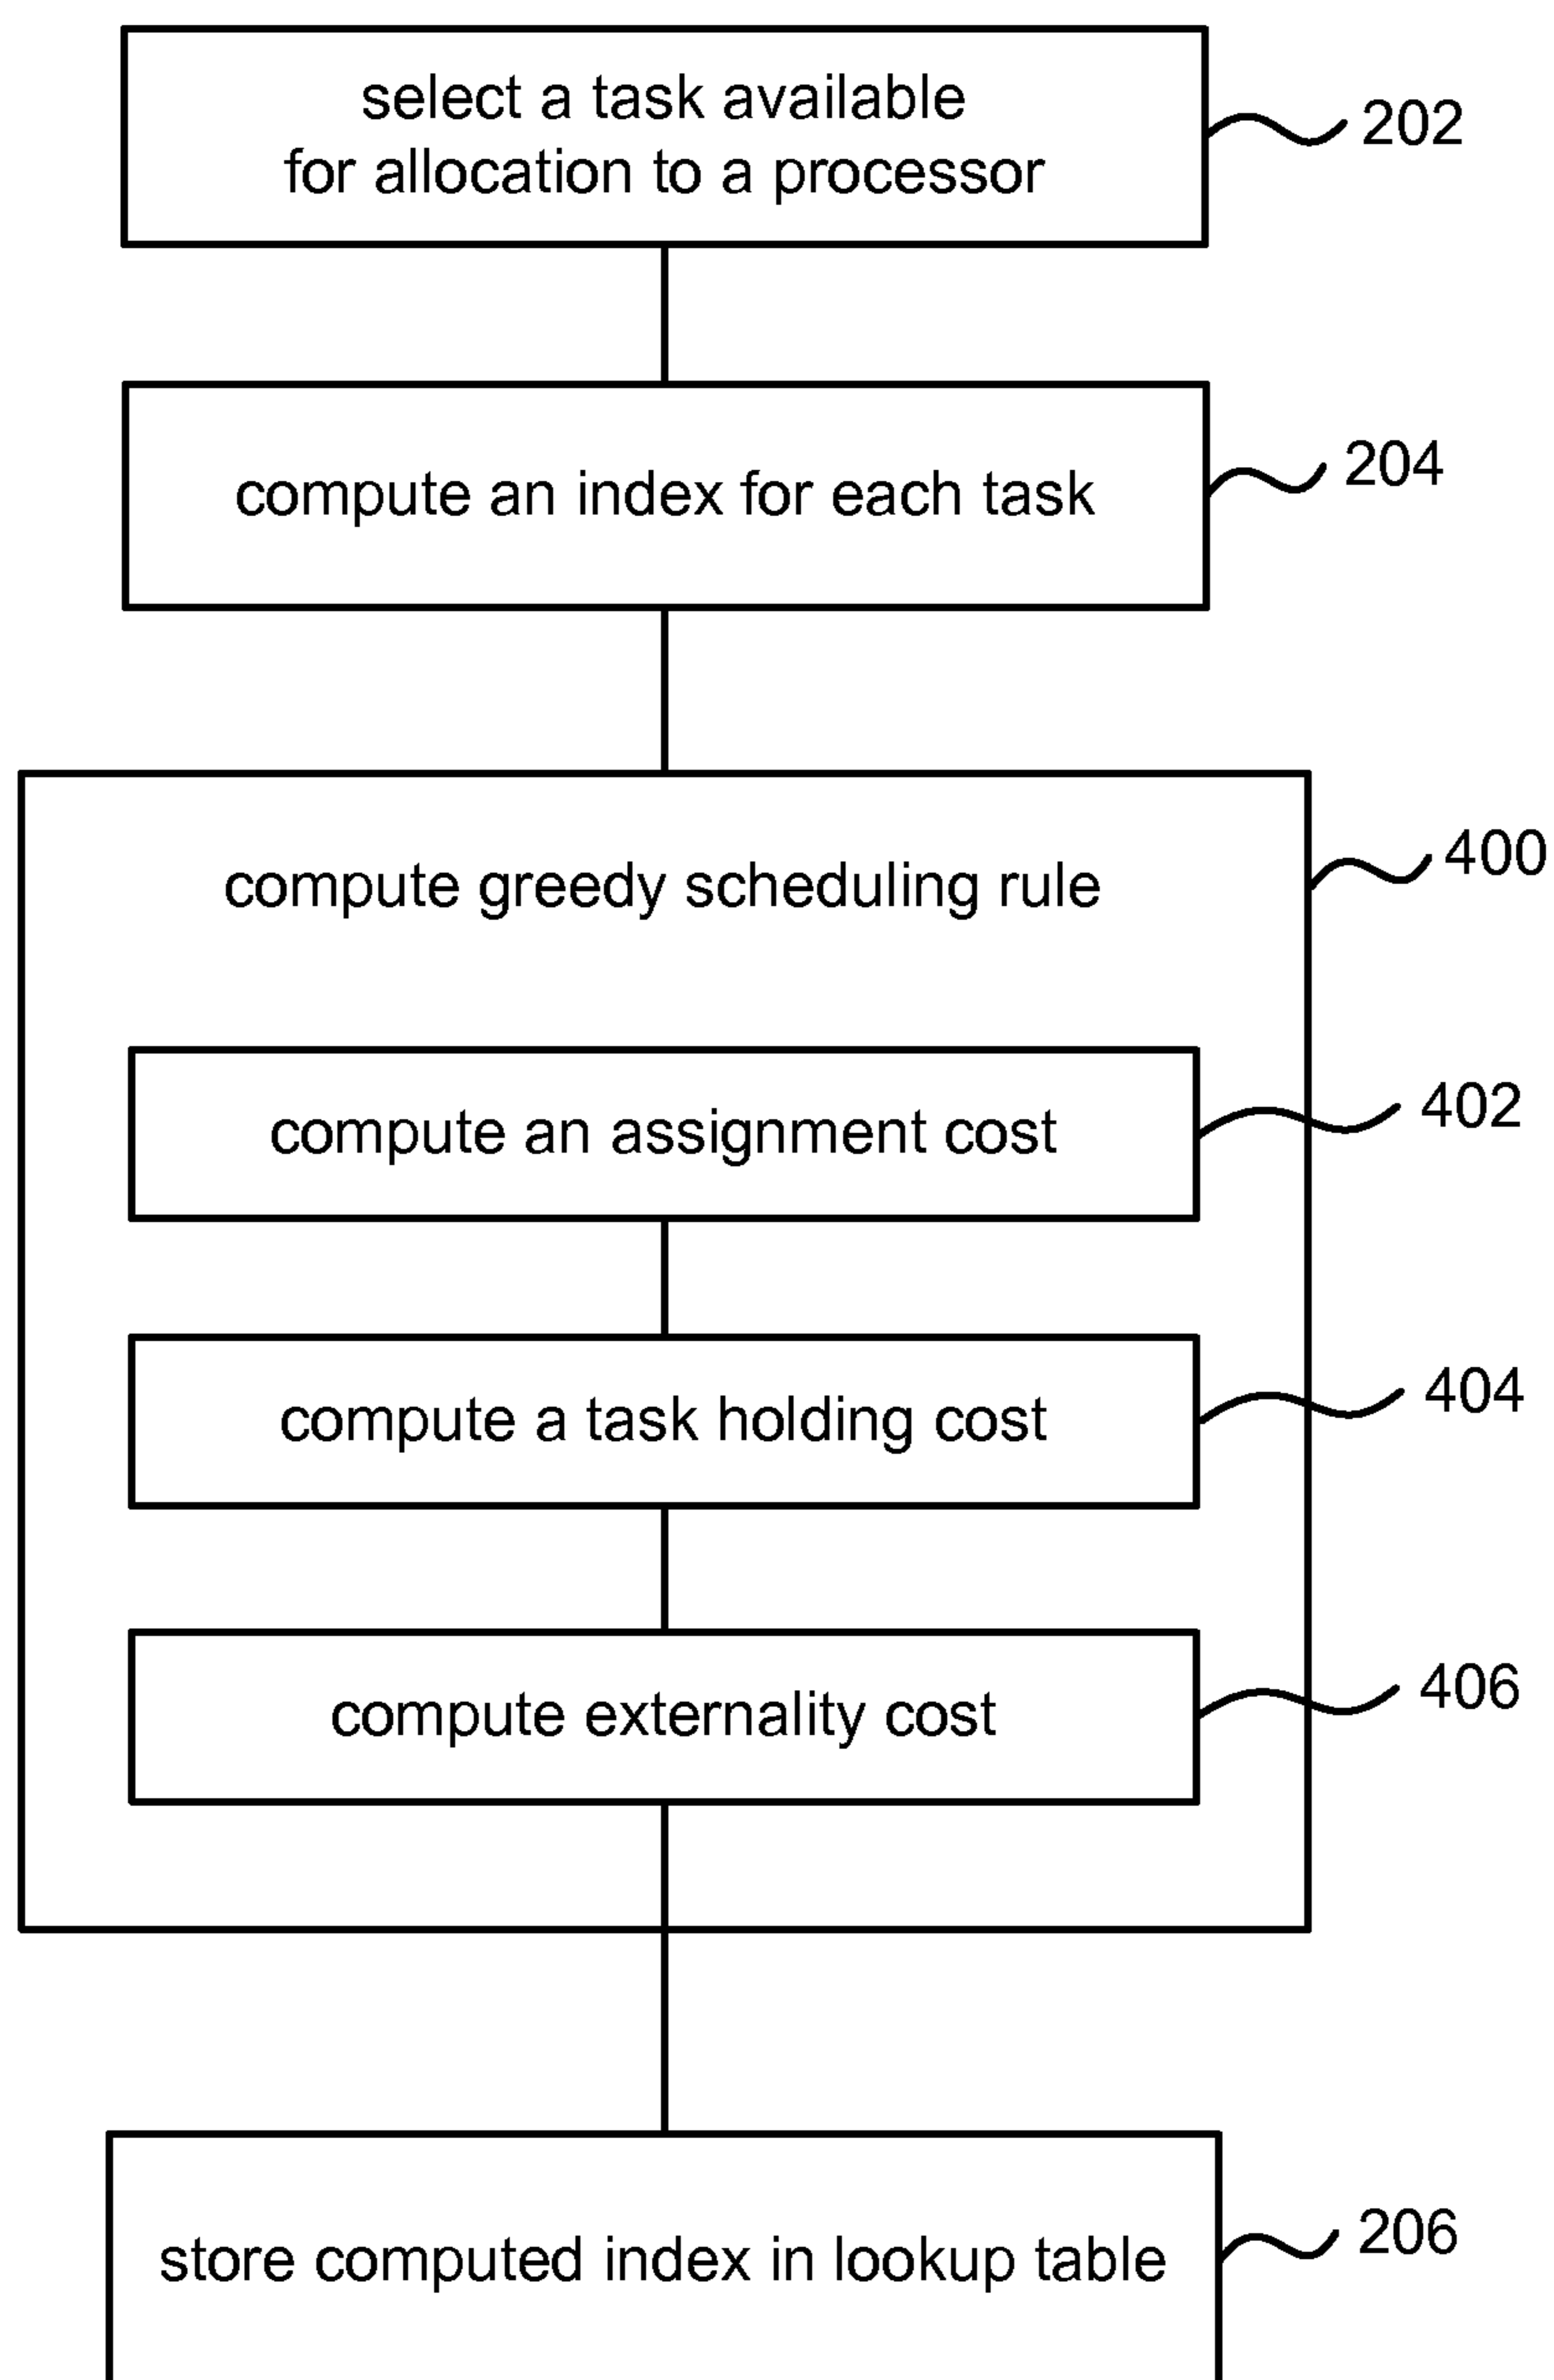 select a task available
for allocation to a processor
202
compute an index for each task
204
compute greedy scheduling rule
400
compute an assignment cost
402
compute a task holding cost
404
compute externality cost
406
store computed index in lookup table
206